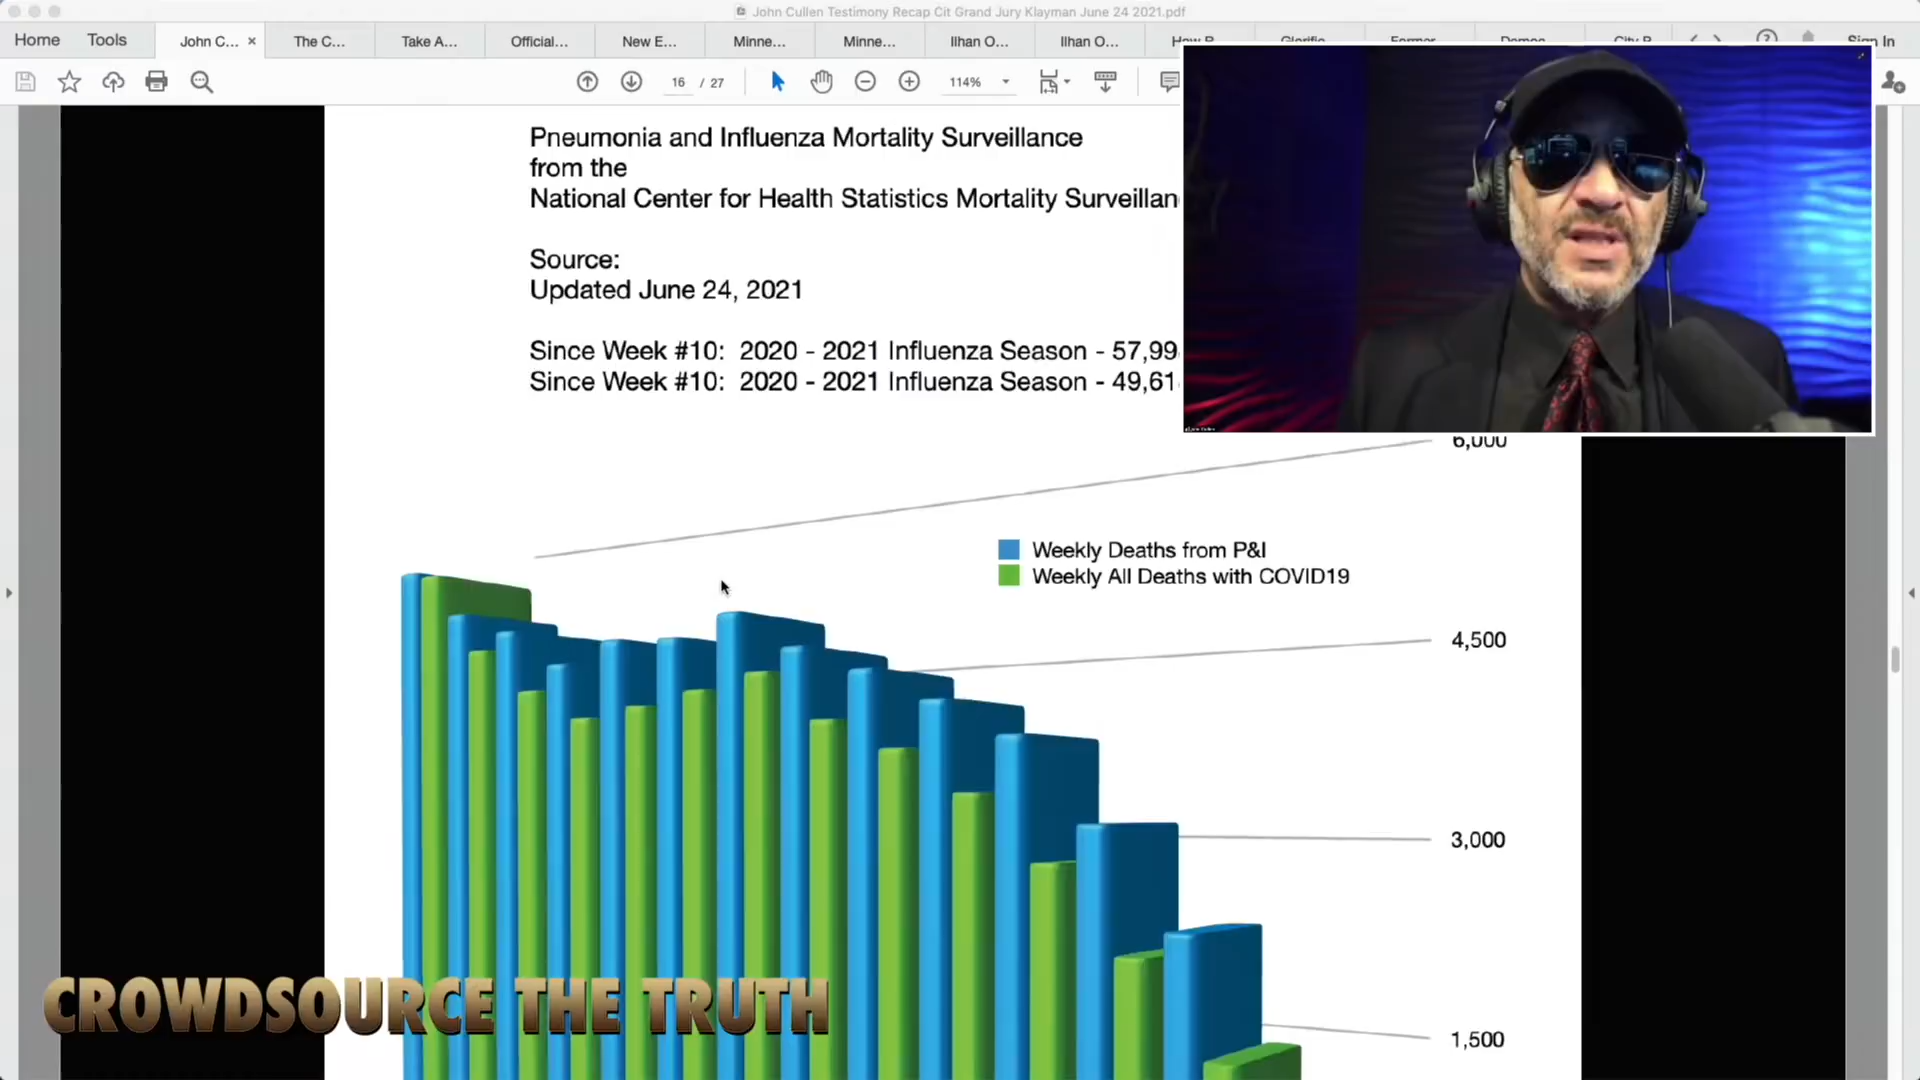 John Cullen Testimony Recap Cit Grand Jury Klayman June 24 2021.pdf
Home Tools John C... × The C... Take A... Official... New E... Minne... Minne... Ilhan O... Ilhan O... Sign In
16 / 27 114%
Pneumonia and Influenza Mortality Surveillance
from the
National Center for Health Statistics Mortality Surveillan
Source:
Updated June 24, 2021
Since Week #10: 2020 - 2021 Influenza Season - 57,99
Since Week #10: 2020 - 2021 Influenza Season - 49,61
6,000
Weekly Deaths from P&I
Weekly All Deaths with COVID19
4,500
3,000
1,500
CROWDSOURCE THE TRUTH